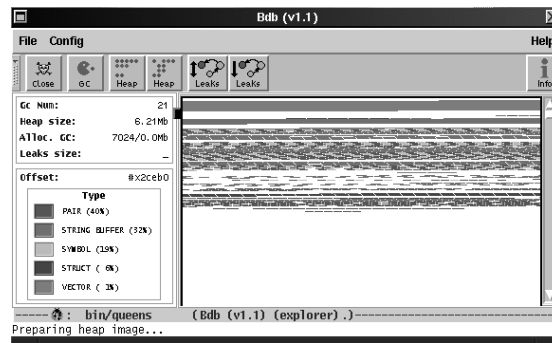 Bdb (v1.1)
File Config Help
Close GC Heap Heap Leaks Leaks Info
Gc Num: 21
Heap size: 6.21Mb
Alloc. GC: 7024/0.0Mb
Leaks size: _
Offset: #x2ceb0
Type
PAIR (40%)
STRING BUFFER (32%)
SYMBOL (19%)
STRUCT ( 6%)
VECTOR ( 1%)
----- : bin/queens (Bdb (v1.1) (explorer) .)--------------------
Preparing heap image...